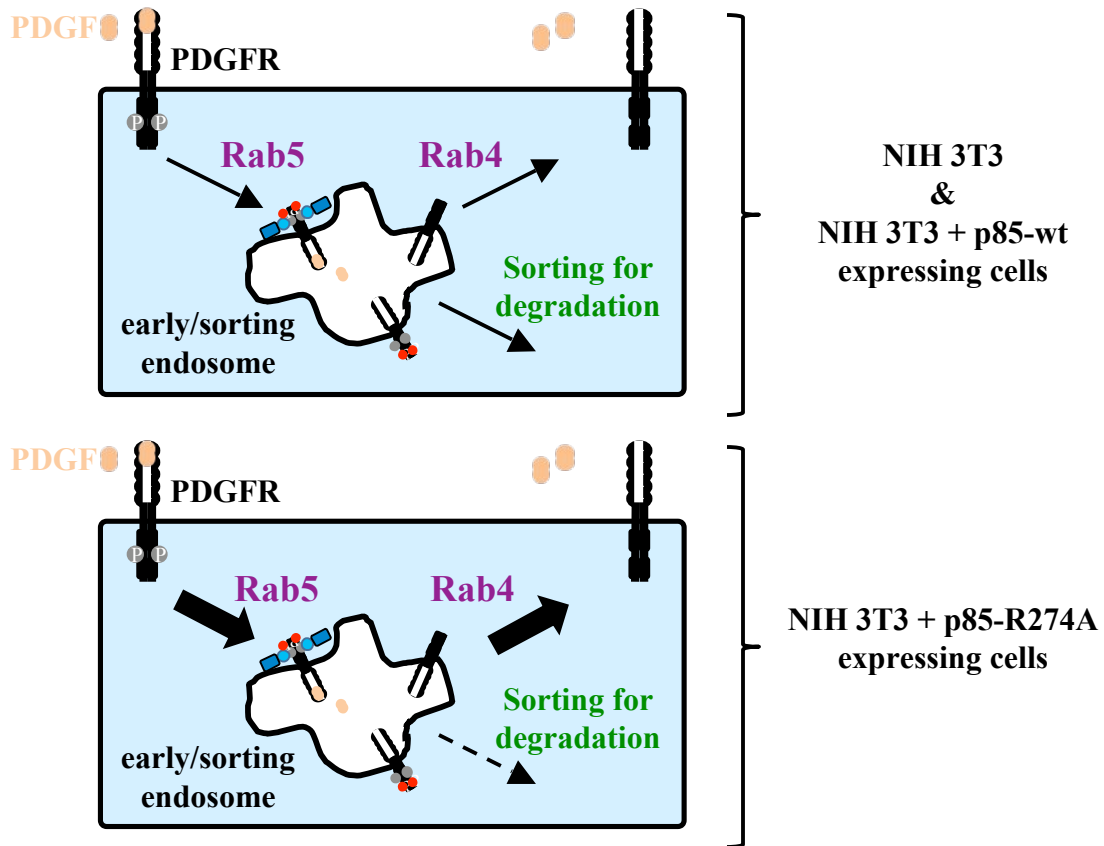 PDGF
PDGFR
P P
Rab5
Rab4
Sorting for
degradation
early/sorting
endosome
NIH 3T3
&
NIH 3T3 + p85-wt
expressing cells
PDGF
PDGFR
P P
Rab5
Rab4
Sorting for
degradation
early/sorting
endosome
NIH 3T3 + p85-R274A
expressing cells